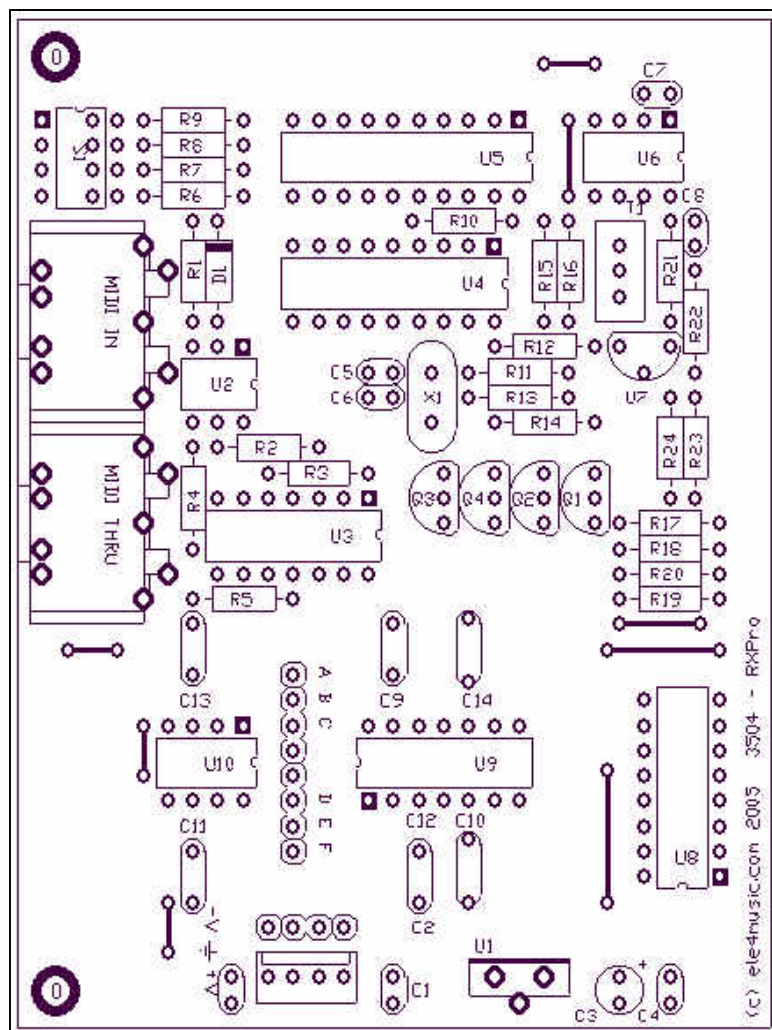 0
C7
R9
R8
R7
R6
S1
U5
U6
R10
T1
C8
R1
D1
U4
R15
R16
R21
R22
MIDI IN
U2
R12
C5
R11
C6
X1
R13
U7
R14
R2
R3
R4
R24
R23
MIDI THRU
Q3
Q4
Q2
Q1
U3
R17
R18
R20
R19
R5
C13
C9
C14
A
B
C
D
E
F
U10
U9
U8
C11
C12
C10
C2
-V
+V
C1
U1
C3
+
C4
0
(c) ele4music.com 2005 3504 - RXPro